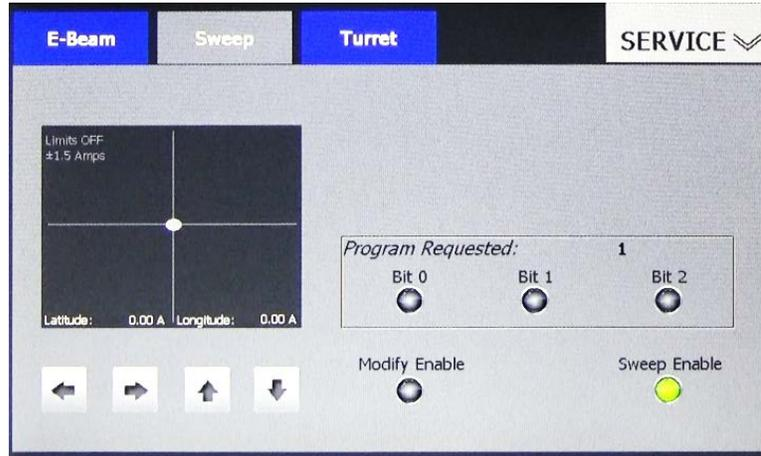 E-Beam Sweep Turret SERVICE
Limits OFF
±1.5 Amps
Latitude: 0.00 A Longitude: 0.00 A
Program Requested: 1
Bit 0 Bit 1 Bit 2
Modify Enable Sweep Enable